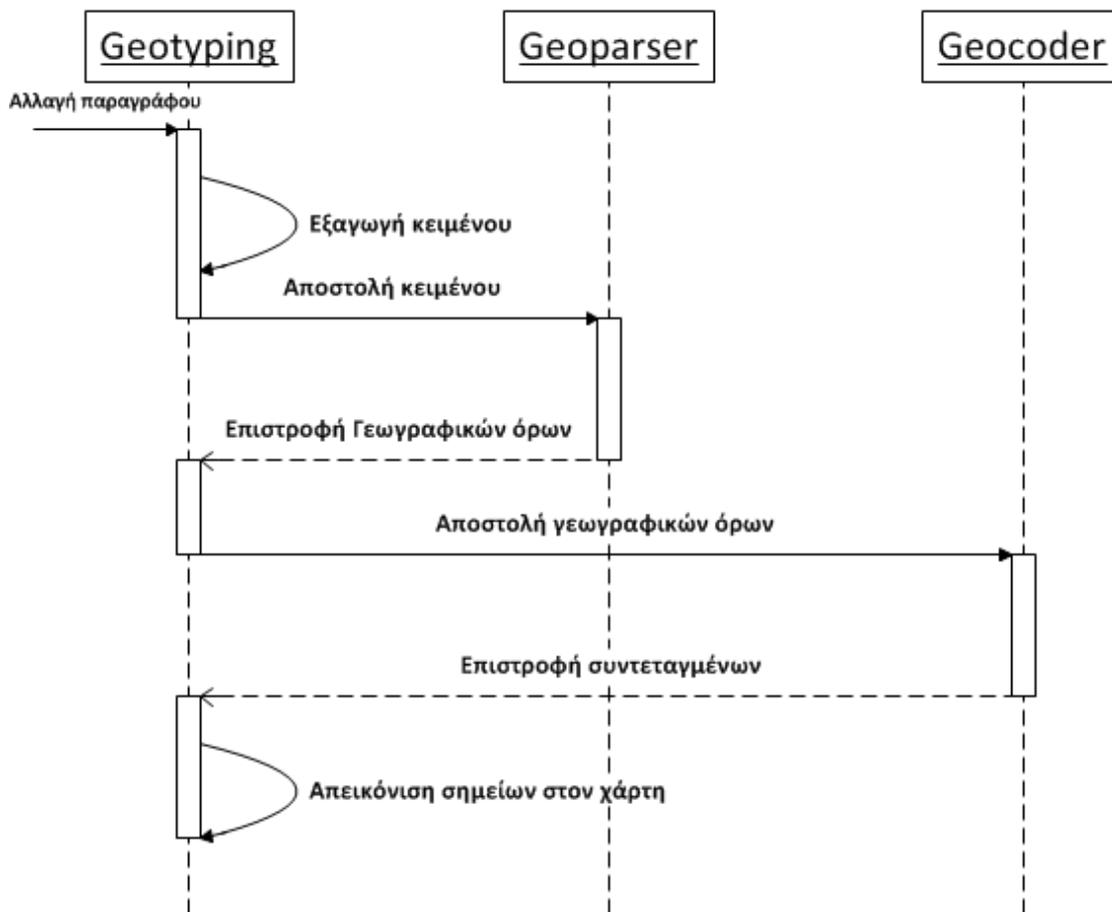 Geotyping
Geoparser
Geocoder
Αλλαγή παραγράφου
Εξαγωγή κειμένου
Αποστολή κειμένου
Επιστροφή Γεωγραφικών όρων
Αποστολή γεωγραφικών όρων
Επιστροφή συντεταγμένων
Απεικόνιση σημείων στον χάρτη